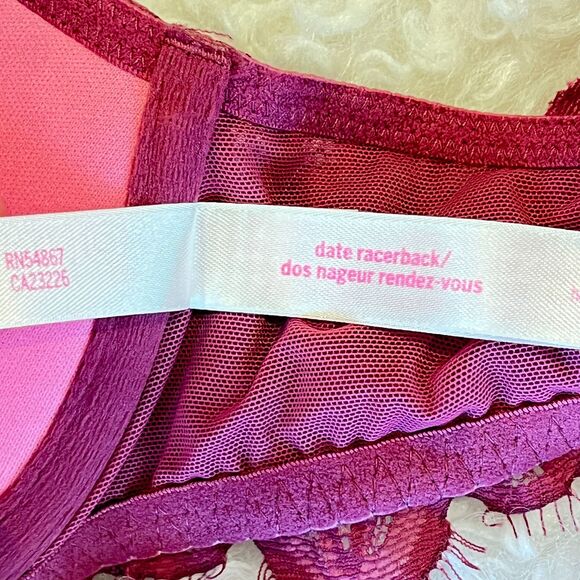 RN54867
CA23226
date racerback/
dos nageur rendez-vous